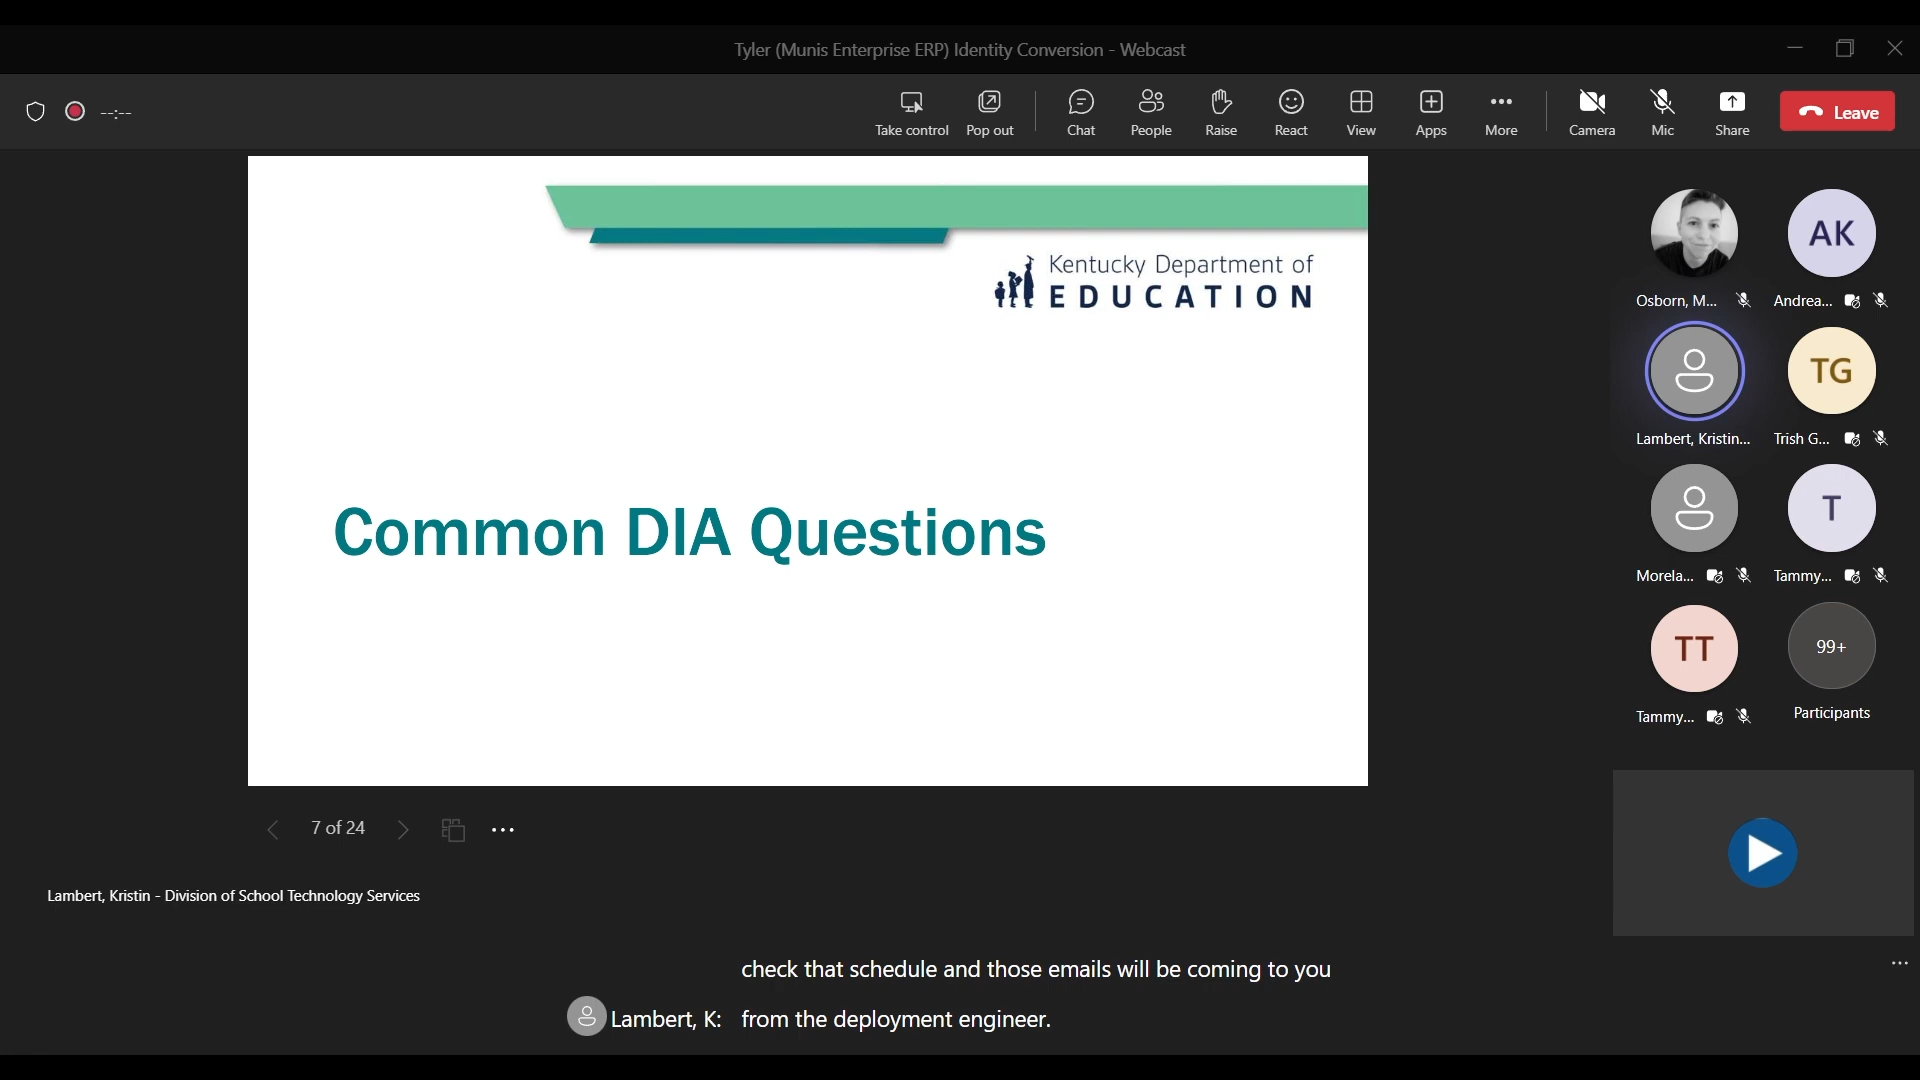 Tyler (Munis Enterprise ERP) Identity Conversion - Webcast
--:--
Take control
Pop out
Chat
People
Raise
React
View
Apps
More
Camera
Mic
Share
Leave
Kentucky Department of
EDUCATION
Common DIA Questions
AK
Osborn, M...
Andrea...
TG
Lambert, Kristin...
Trish G...
T
Morela...
Tammy...
TT
99+
Tammy...
Participants
7 of 24
Lambert, Kristin - Division of School Technology Services
check that schedule and those emails will be coming to you
Lambert, K: from the deployment engineer.